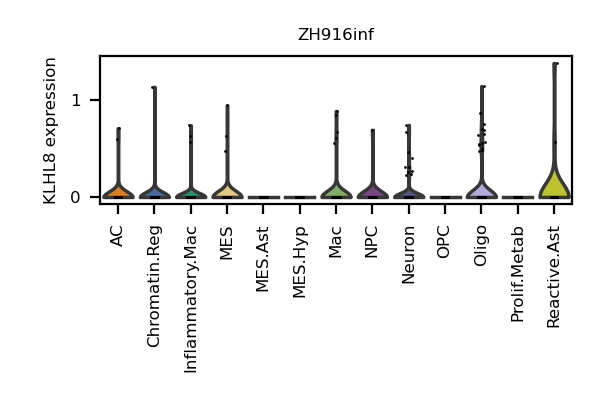 ZH916inf
KLHL8 expression
1
0
AC
Chromatin.Reg
Inflammatory.Mac
MES
MES.Ast
MES.Hyp
Mac
NPC
Neuron
OPC
Oligo
Prolif.Metab
Reactive.Ast